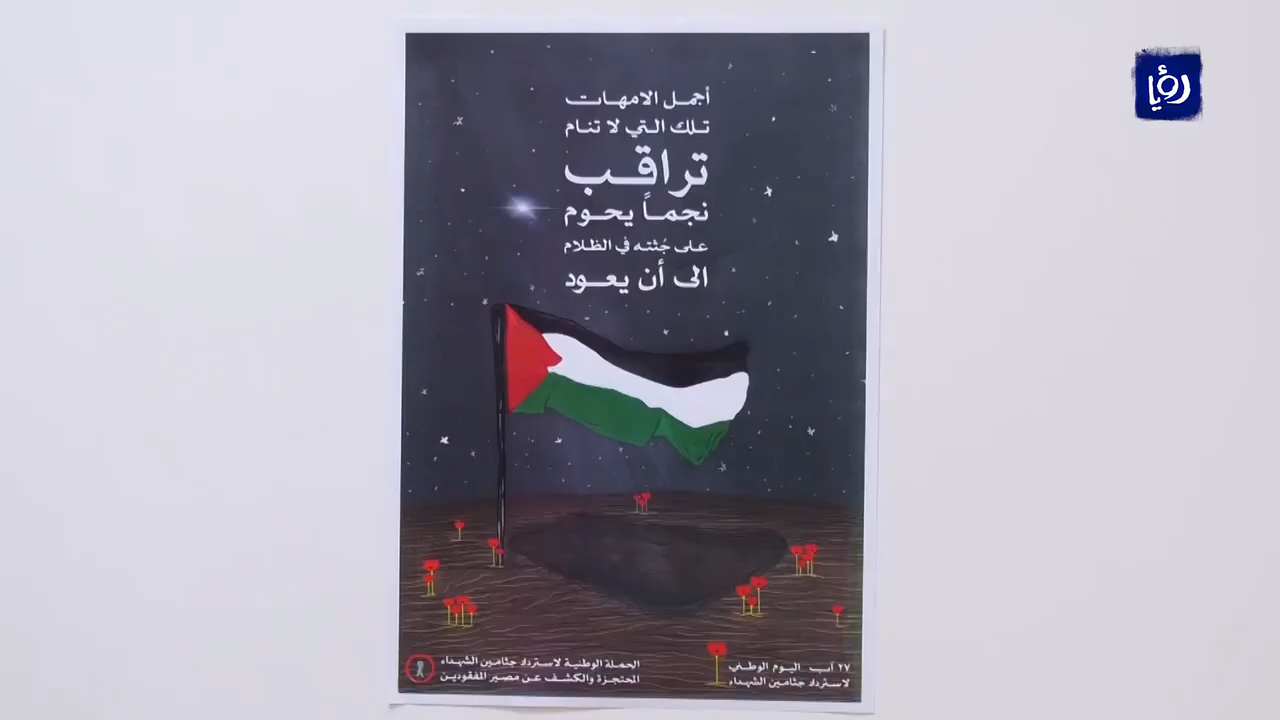 رؤيا
أجمل الامهات
تلك التي لا تنام
تراقب
نجماً يحوم
على جُثته في الظلام
الى أن يعود
٢٧ آب اليوم الوطني
لاسترداد جثامين الشهداء
الحملة الوطنية لاسترداد جثامين الشهداء
المحتجزة والكشف عن مصير المفقودين